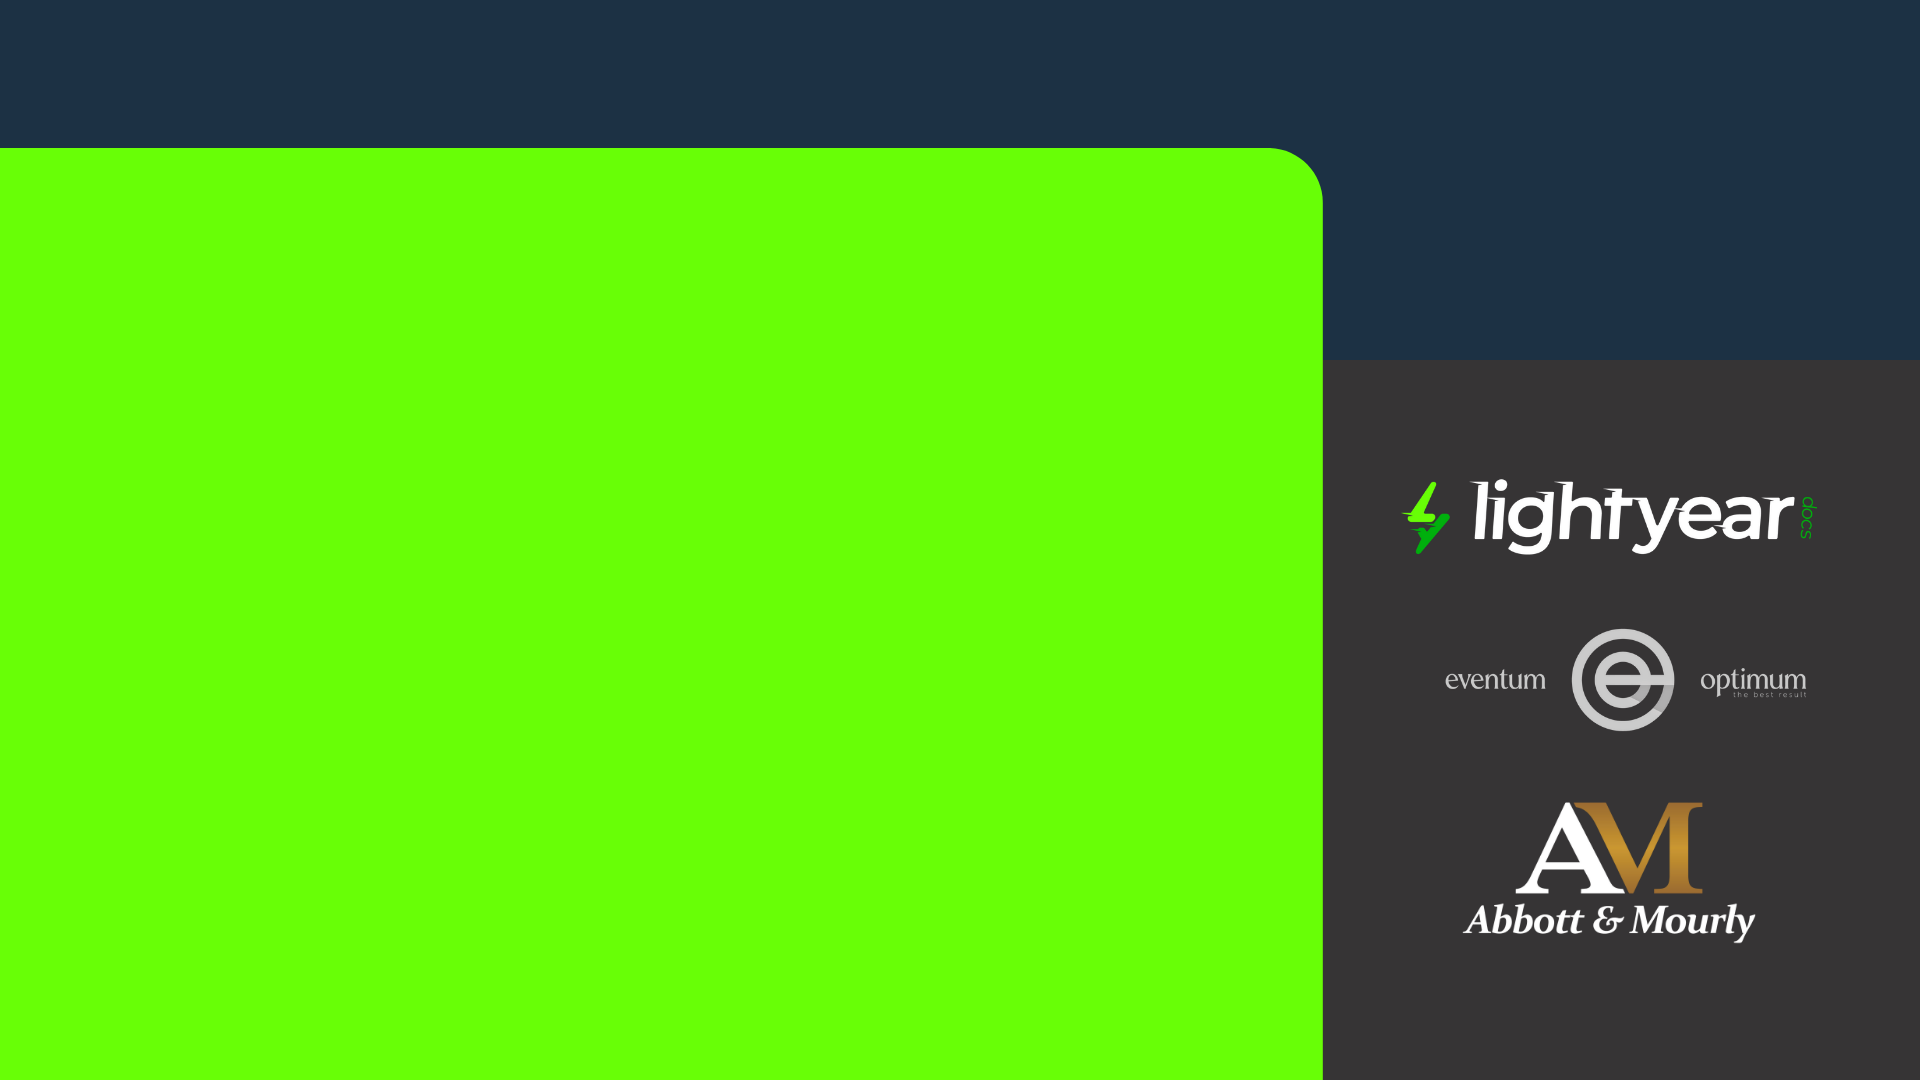 lightyear docs
eventum e optimum
the best result
AM
Abbott & Mourly